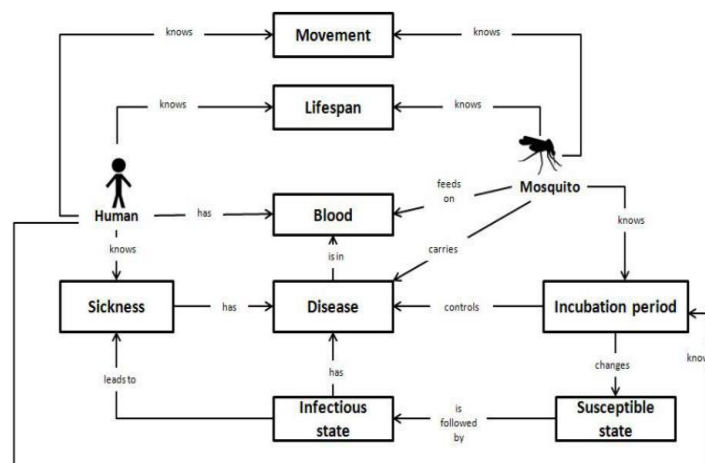 knows
Movement
knows
knows
Lifespan
knows
Human
has
Blood
feeds
on
Mosquito
knows
is in
carries
knows
Sickness
has
Disease
controls
Incubation period
leads to
has
changes
know
Infectious
state
is
followed
by
Susceptible
state